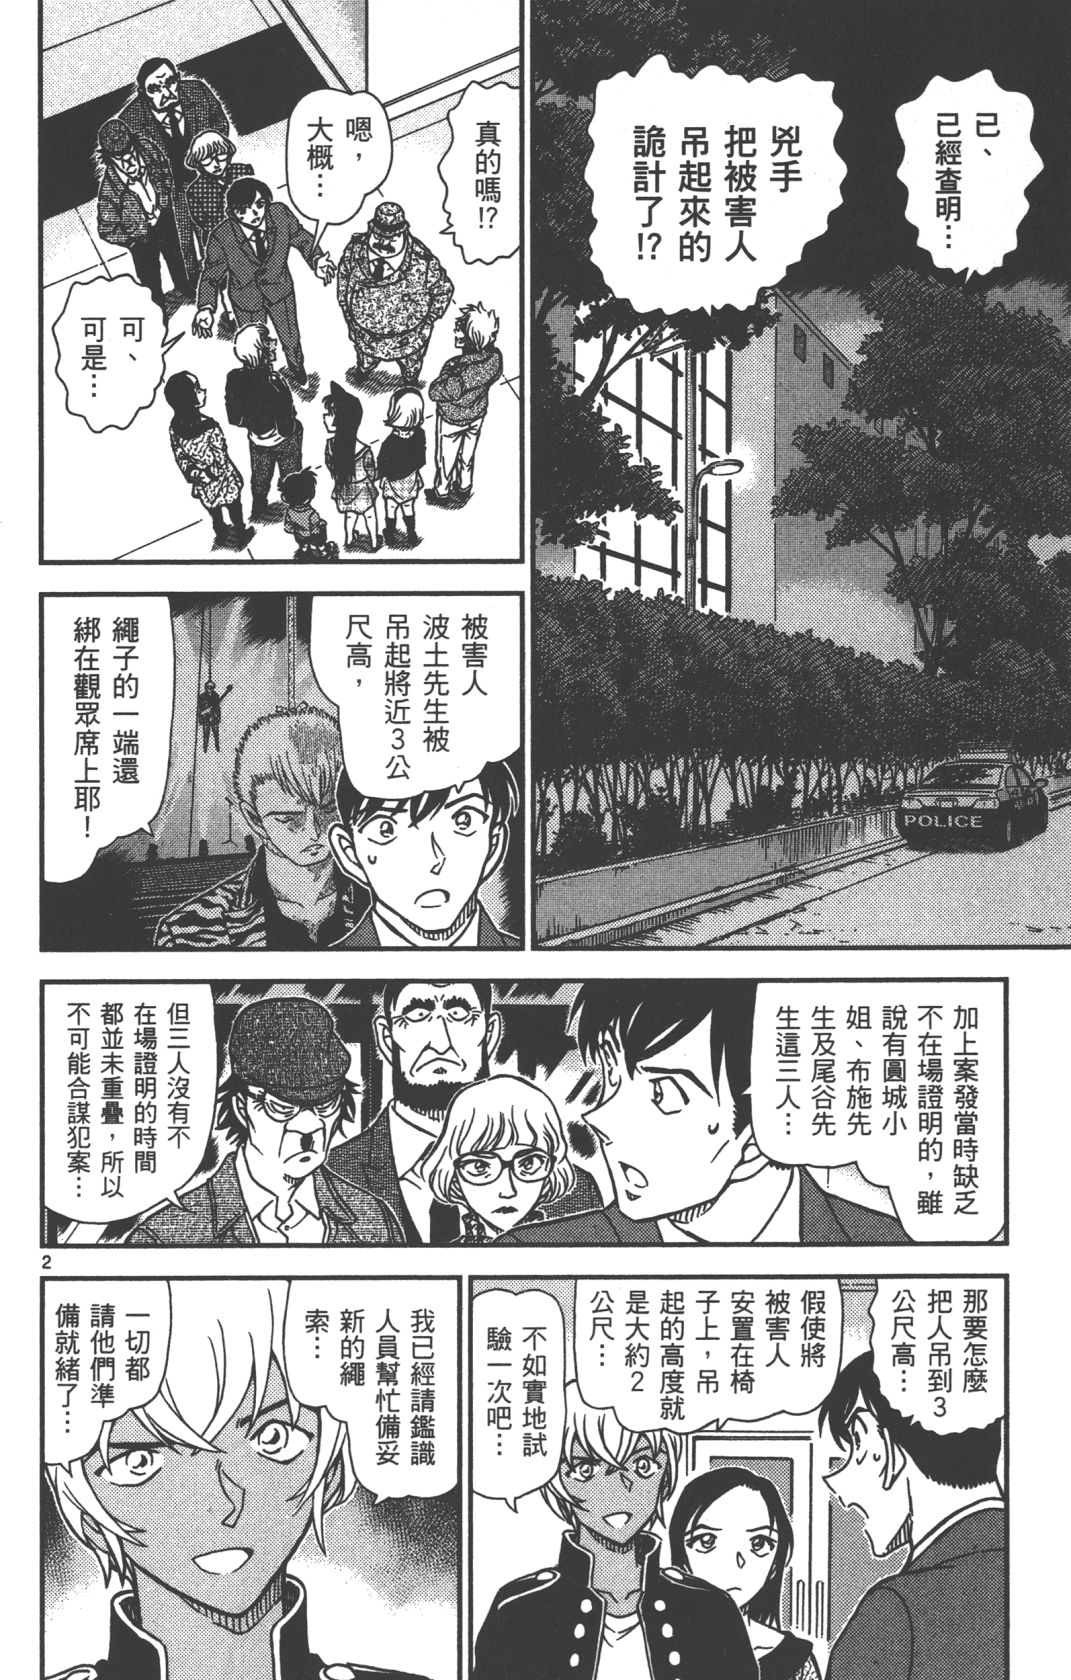 已、
已經查明…
兇手
把被害人
吊起來的
詭計了!?
POLICE
真的嗎!?
嗯，
大概…
可、
可是…
被害人
波土先生被
吊起將近3公
尺高，
繩子的一端還
綁在觀眾席上耶！
加上案發當時缺乏
不在場證明的，雖
說有圓城小
姐、布施先
生及尾谷先
生這三人…
但三人沒有不
在場證明的時間
都並未重疊，所以
不可能合謀犯案…
2
那要怎麼
把人吊到3
公尺高…
假使將
被害人
安置在椅
子上，吊
起的高度就
是大約2
公尺…
不如實地試
驗一次吧…
我已經請鑑識
人員幫忙備妥
新的繩
索…
一切都
請他們準
備就緒了…